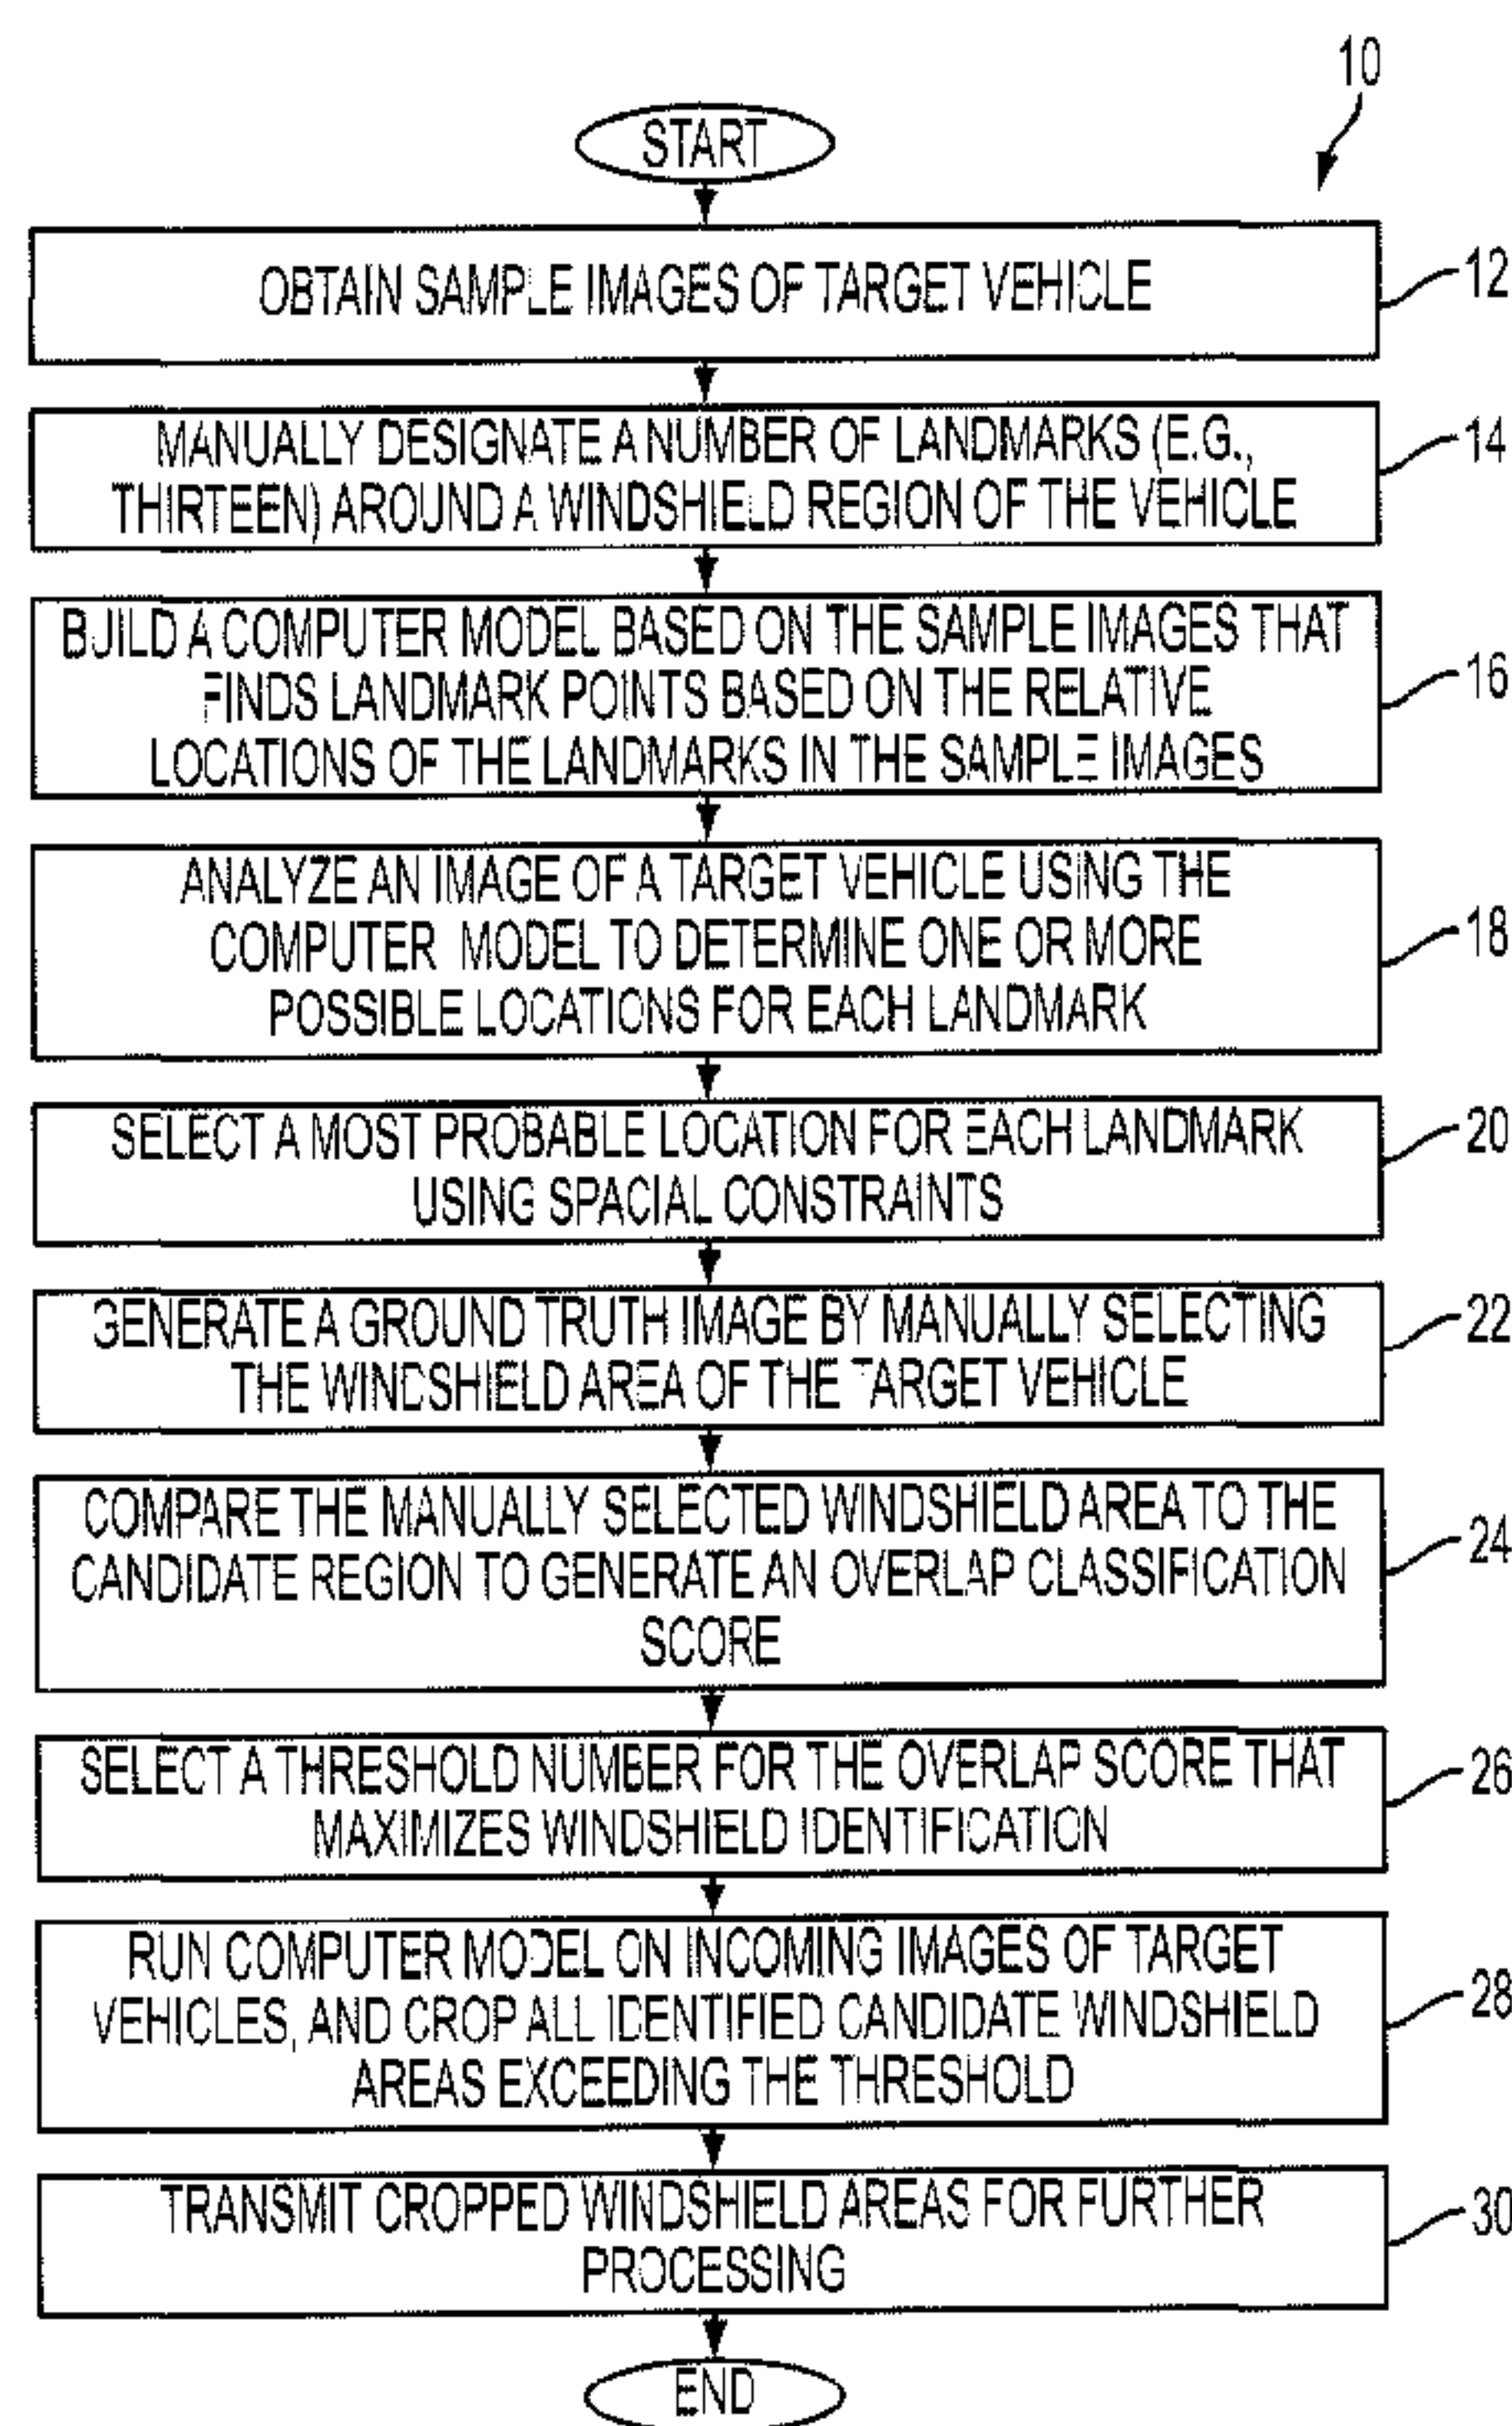 10
START
OBTAIN SAMPLE IMAGES OF TARGET VEHICLE
12
MANUALLY DESIGNATE A NUMBER OF LANDMARKS (E.G.,
THIRTEEN) AROUND A WINDSHIELD REGION OF THE VEHICLE
14
BUILD A COMPUTER MODEL BASED ON THE SAMPLE IMAGES THAT
FINDS LANDMARK POINTS BASED ON THE RELATIVE
LOCATIONS OF THE LANDMARKS IN THE SAMPLE IMAGES
16
ANALYZE AN IMAGE OF A TARGET VEHICLE USING THE
COMPUTER MODEL TO DETERMINE ONE OR MORE
POSSIBLE LOCATIONS FOR EACH LANDMARK
18
SELECT A MOST PROBABLE LOCATION FOR EACH LANDMARK
USING SPACIAL CONSTRAINTS
20
GENERATE A GROUND TRUTH IMAGE BY MANUALLY SELECTING
THE WINDSHIELD AREA OF THE TARGET VEHICLE
22
COMPARE THE MANUALLY SELECTED WINDSHIELD AREA TO THE
CANDIDATE REGION TO GENERATE AN OVERLAP CLASSIFICATION
SCORE
24
SELECT A THRESHOLD NUMBER FOR THE OVERLAP SCORE THAT
MAXIMIZES WINDSHIELD IDENTIFICATION
26
RUN COMPUTER MODEL ON INCOMING IMAGES OF TARGET
VEHICLES, AND CROP ALL IDENTIFIED CANDIDATE WINDSHIELD
AREAS EXCEEDING THE THRESHOLD
28
TRANSMIT CROPPED WINDSHIELD AREAS FOR FURTHER
PROCESSING
30
END